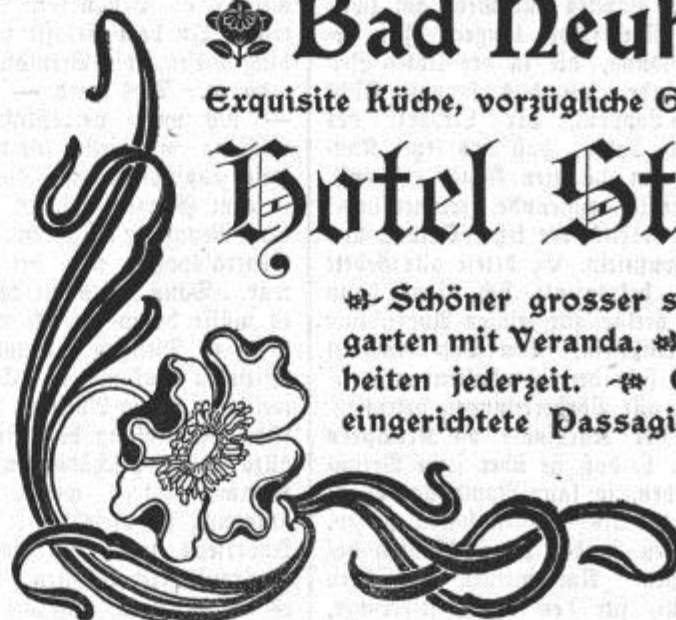 Bad Neuh
Exquisite Küche, vorzügliche G
Hotel St
Schöner grosser s
garten mit Veranda.
heiten jederzeit.
eingerichtete Passagi